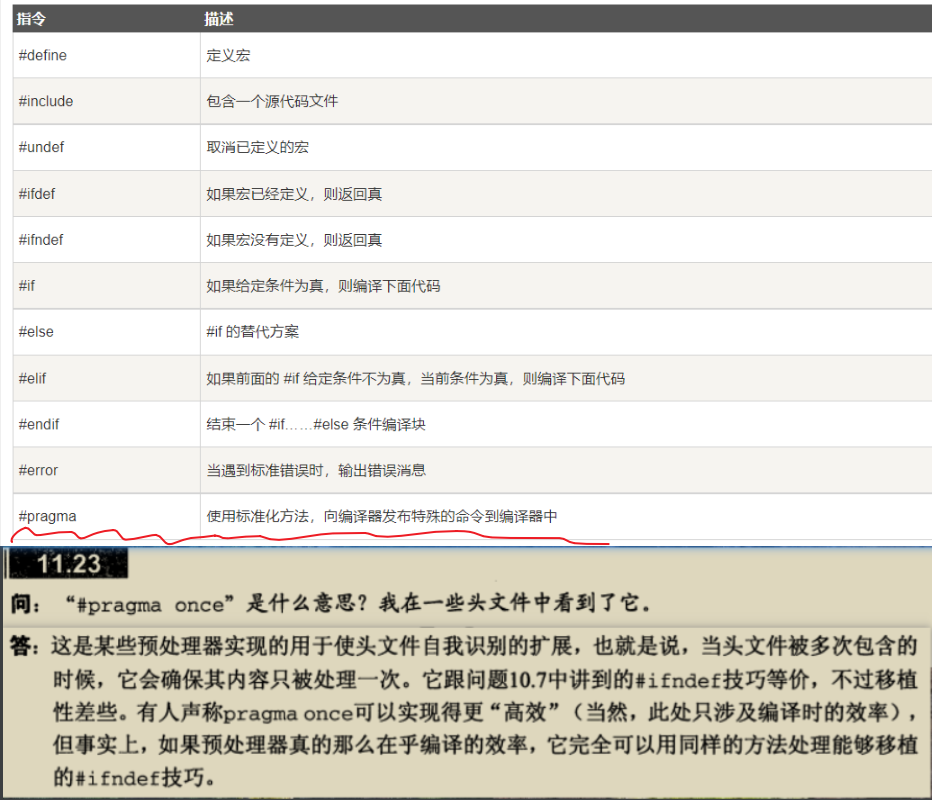 指令 描述
#define 定义宏
#include 包含一个源代码文件
#undef 取消已定义的宏
#ifdef 如果宏已经定义，则返回真
#ifndef 如果宏没有定义，则返回真
#if 如果给定条件为真，则编译下面代码
#else #if 的替代方案
#elif 如果前面的 #if 给定条件不为真，当前条件为真，则编译下面代码
#endif 结束一个 #if……#else 条件编译块
#error 当遇到标准错误时，输出错误消息
#pragma 使用标准化方法，向编译器发布特殊的命令到编译器中
11.23
问：“#pragma once”是什么意思？我在一些头文件中看到了它。
答：这是某些预处理器实现的用于使头文件自我识别的扩展，也就是说，当头文件被多次包含的
时候，它会确保其内容只被处理一次。它跟问题10.7中讲到的#ifndef技巧等价，不过移植
性差些。有人声称pragma once可以实现得更“高效”（当然，此处只涉及编译时的效率），
但事实上，如果预处理器真的那么在乎编译的效率，它完全可以用同样的方法处理能够移植
的#ifndef技巧。